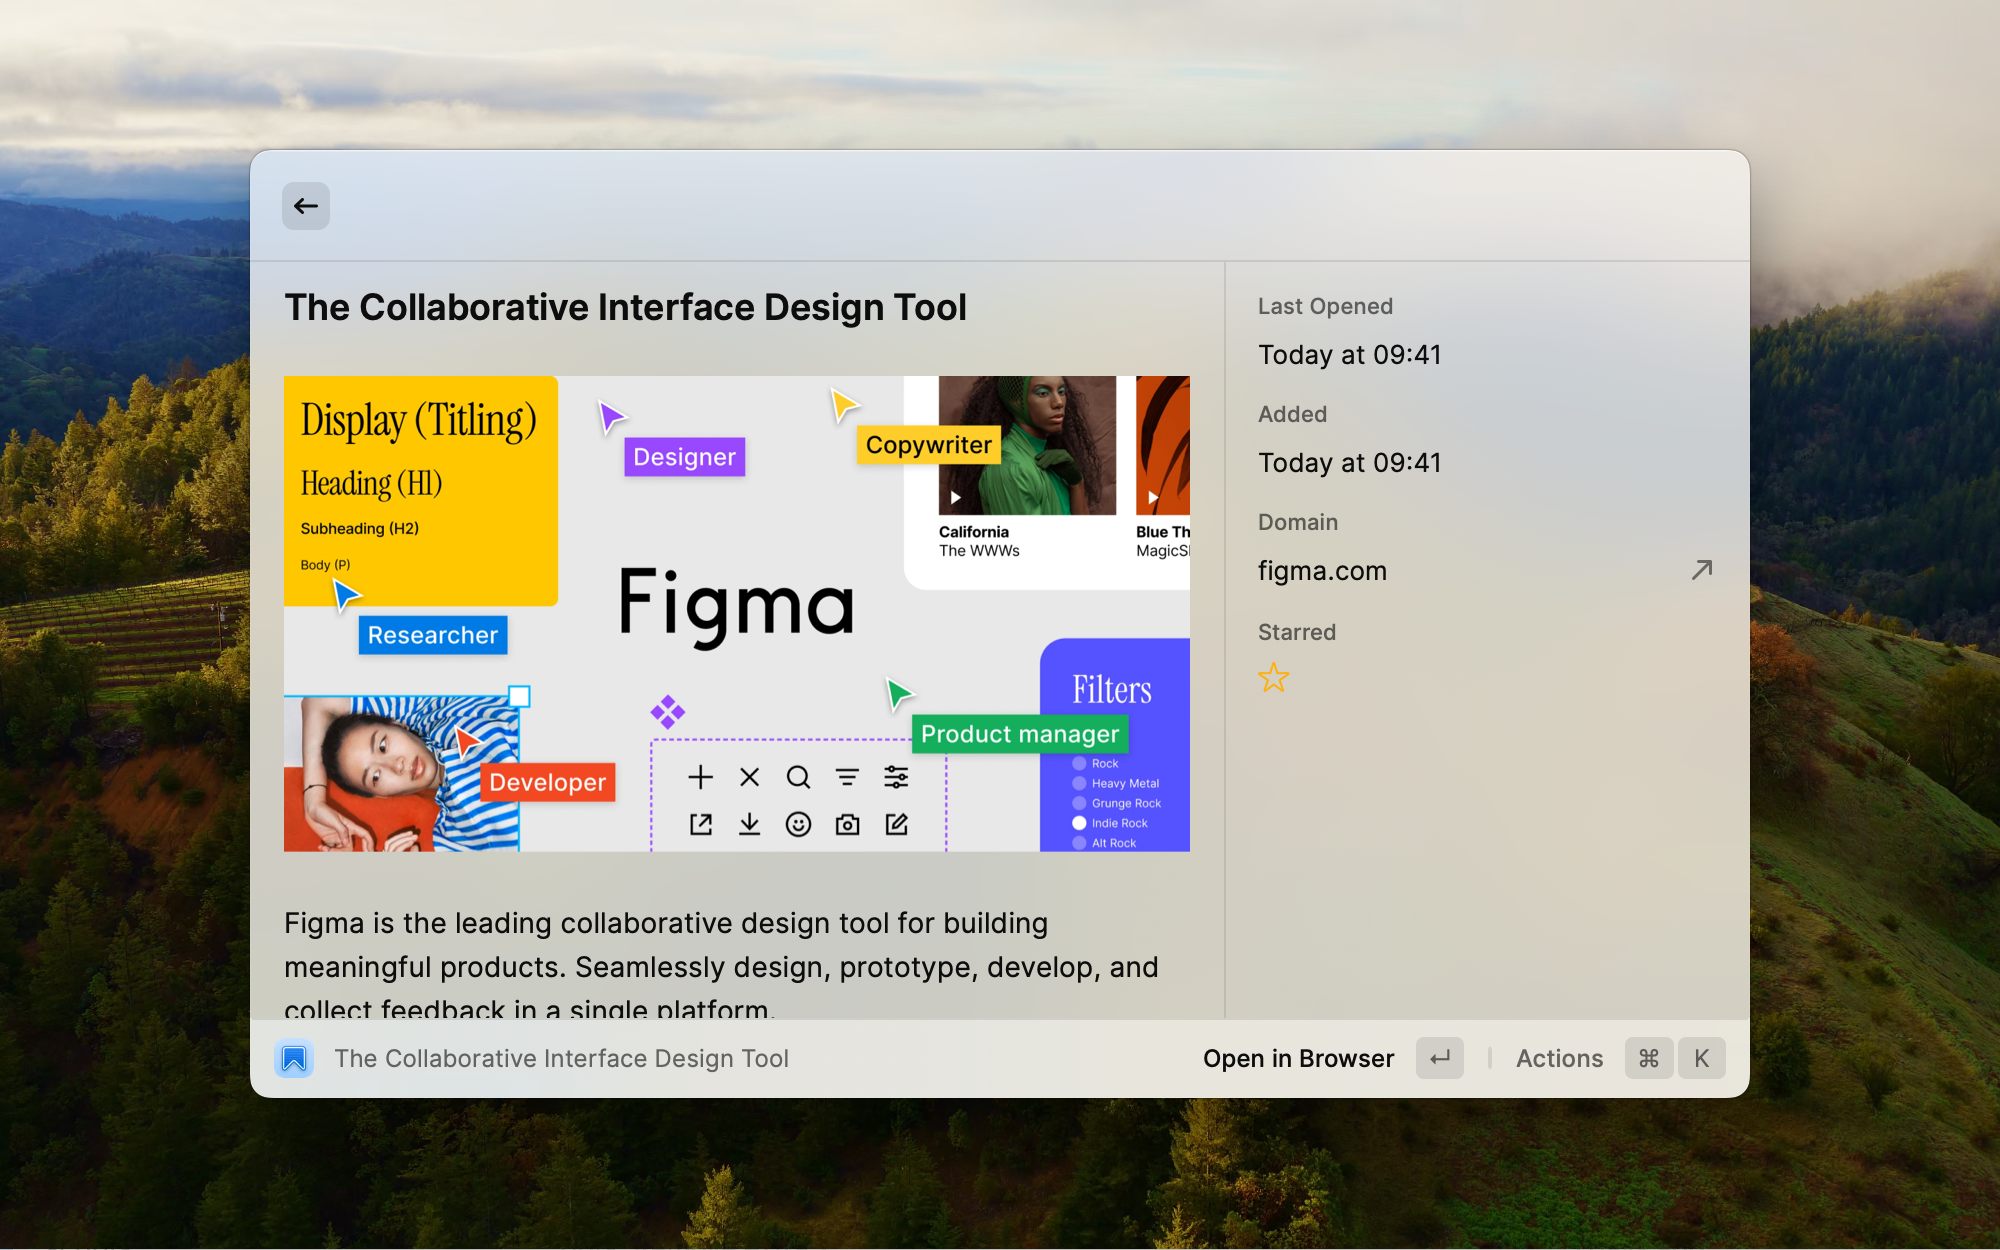 The Collaborative Interface Design Tool
Display (Titling)
Heading (H1)
Subheading (H2)
Body (P)
Researcher
Designer
Copywriter
California
The WWWs
Blue Th
MagicS
Figma
Developer
Product manager
Filters
Rock
Heavy Metal
Grunge Rock
Indie Rock
Alt Rock
Figma is the leading collaborative design tool for building
meaningful products. Seamlessly design, prototype, develop, and
collect feedback in a single platform.
Last Opened
Today at 09:41
Added
Today at 09:41
Domain
figma.com
Starred
The Collaborative Interface Design Tool
Open in Browser
Actions
⌘ K